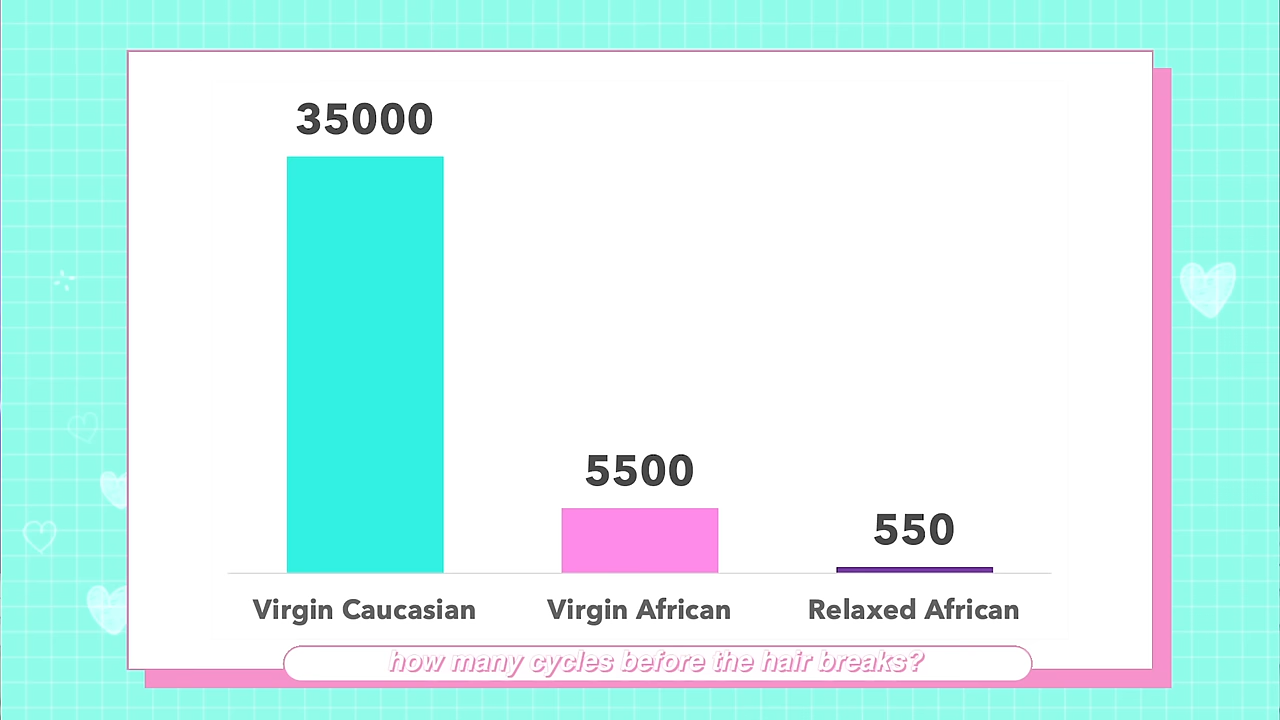 35000
5500
550
Virgin Caucasian
Virgin African
Relaxed African
how many cycles before the hair breaks?